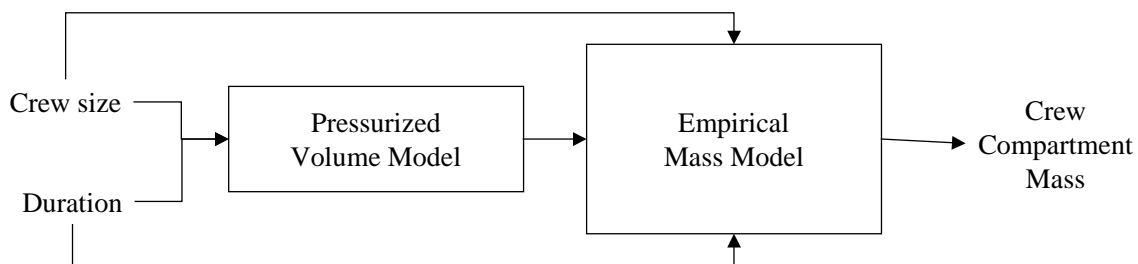 Crew size
Duration
Pressurized
Volume Model
Empirical
Mass Model
Crew
Compartment
Mass